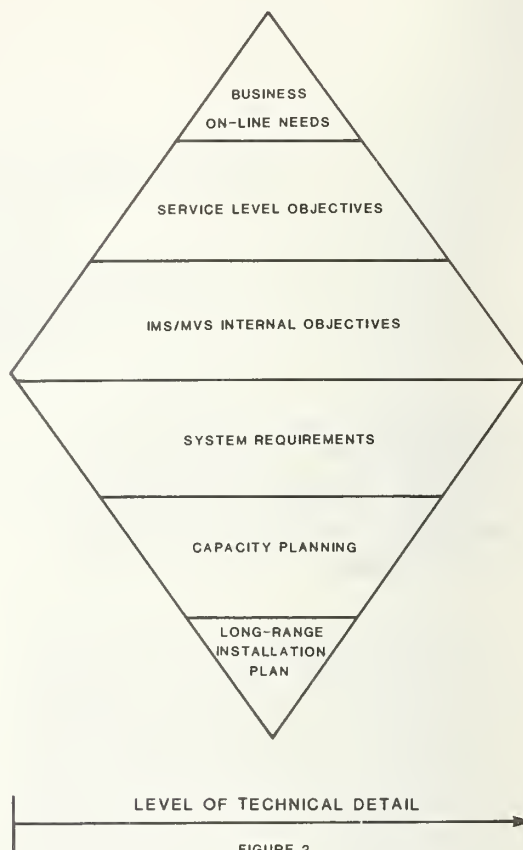 BUSINESS
ON-LINE NEEDS
SERVICE LEVEL OBJECTIVES
IMS/MVS INTERNAL OBJECTIVES
SYSTEM REQUIREMENTS
CAPACITY PLANNING
LONG-RANGE
INSTALLATION
PLAN
LEVEL OF TECHNICAL DETAIL
FIGURE 2